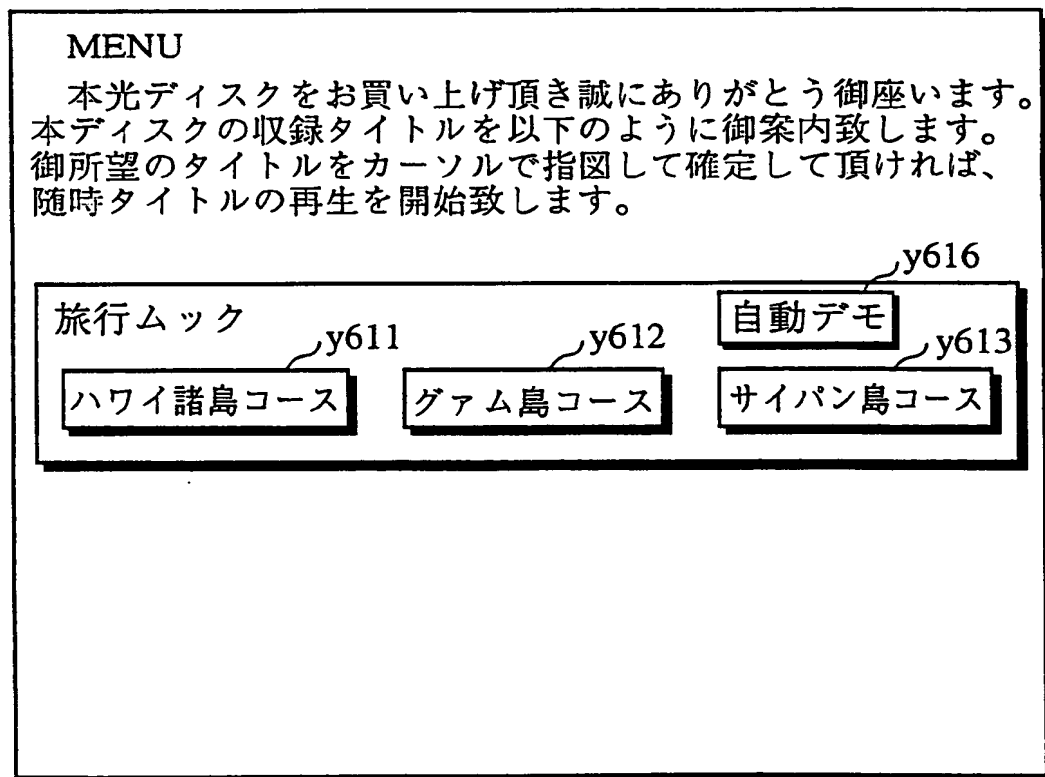 MENU
本光ディスクをお買い上げ頂き誠にありがとう御座います。
本ディスクの収録タイトルを以下のように御案内致します。
御所望のタイトルをカーソルで指図して確定して頂ければ、
随時タイトルの再生を開始致します。
y616
旅行ムック
自動デモ
y611
y612
y613
ハワイ諸島コース
グァム島コース
サイパン島コース